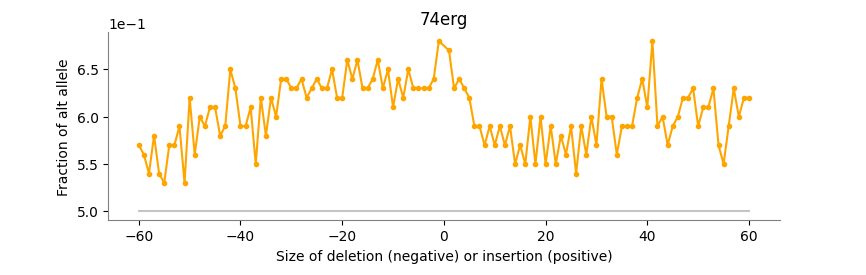 74erg
1e−1
Fraction of alt allele
6.5
6.0
5.5
5.0
−60 −40 −20 0 20 40 60
Size of deletion (negative) or insertion (positive)